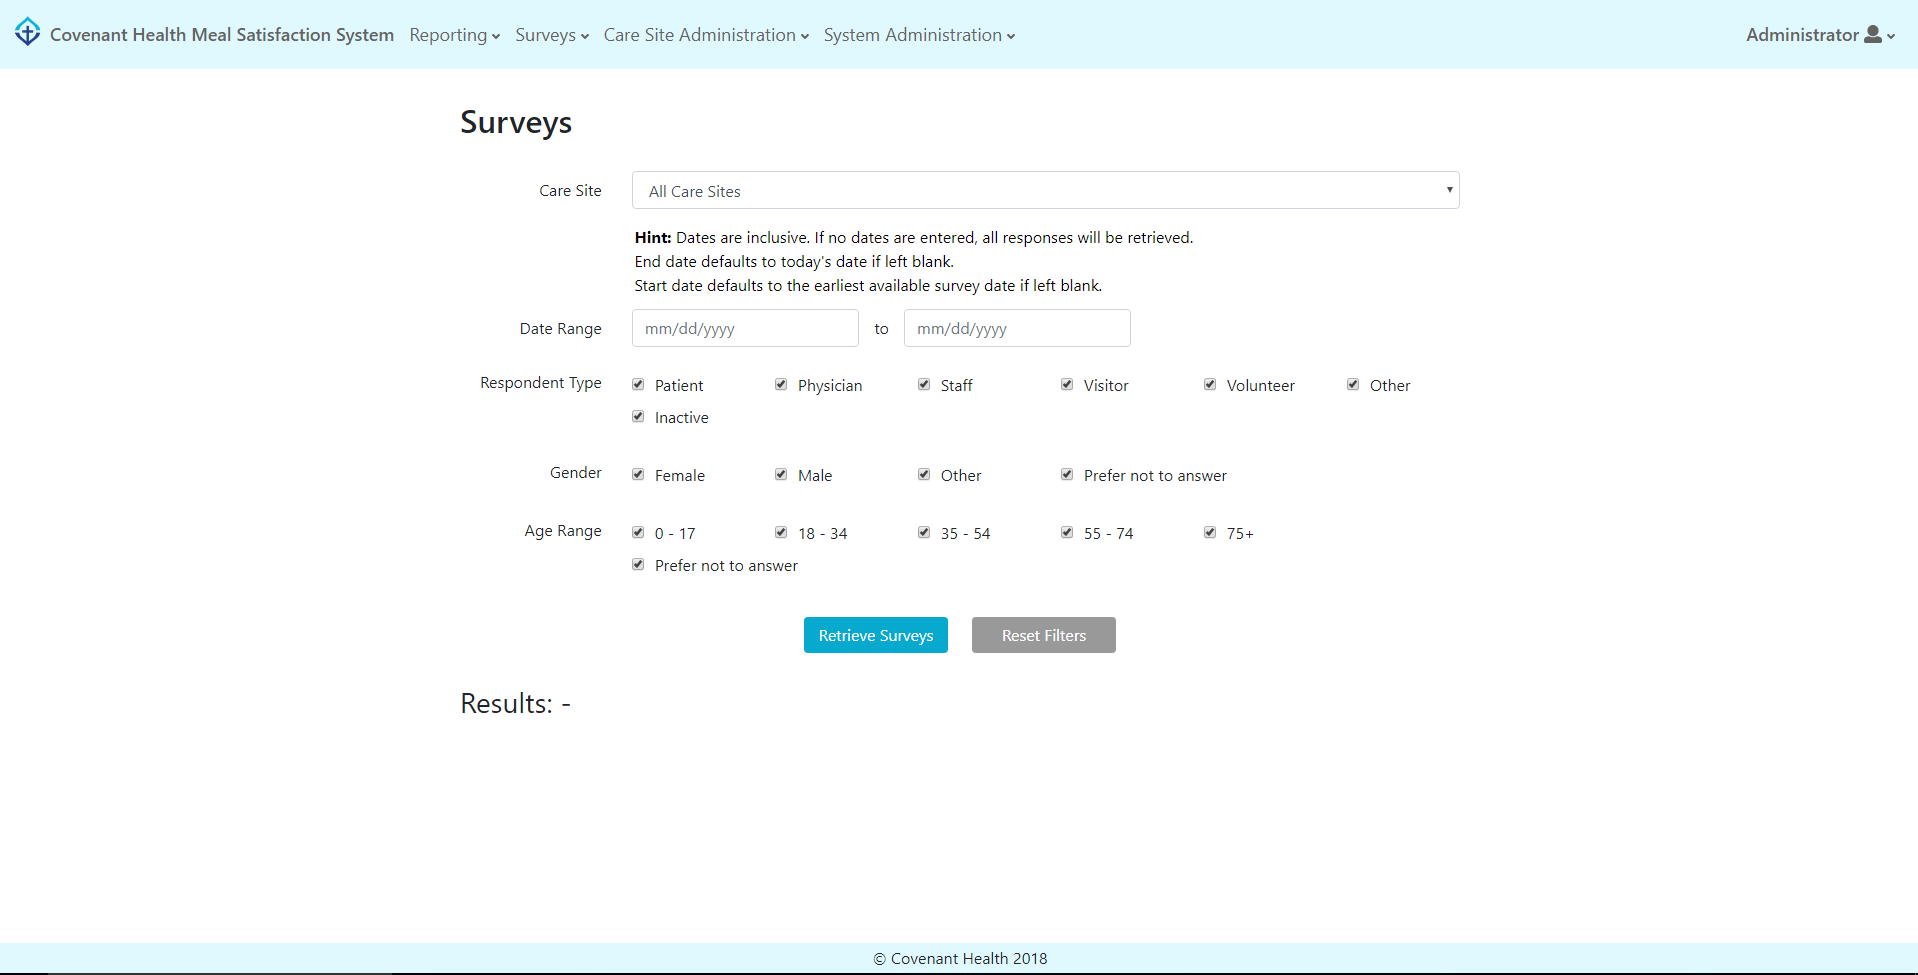 Covenant Health Meal Satisfaction System Reporting Surveys Care Site Administration System Administration Administrator
Surveys
Care Site All Care Sites
Hint: Dates are inclusive. If no dates are entered, all responses will be retrieved.
End date defaults to today's date if left blank.
Start date defaults to the earliest available survey date if left blank.
Date Range mm/dd/yyyy to mm/dd/yyyy
Respondent Type Patient Physician Staff Visitor Volunteer Other
Inactive
Gender Female Male Other Prefer not to answer
Age Range 0 - 17 18 - 34 35 - 54 55 - 74 75+
Prefer not to answer
Retrieve Surveys Reset Filters
Results: -
© Covenant Health 2018